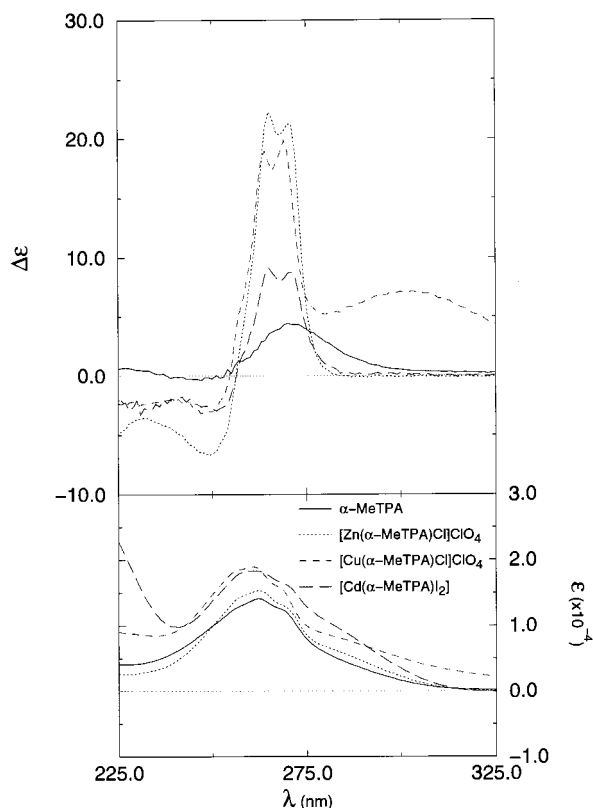 30.0
20.0
Δε
10.0
0.0
−10.0
3.0
α−MeTPA
[Zn(α−MeTPA)Cl]ClO₄
[Cu(α−MeTPA)Cl]ClO₄
[Cd(α−MeTPA)I₂]
2.0
1.0
ε (x10⁻⁴)
0.0
−1.0
225.0
275.0
325.0
λ (nm)